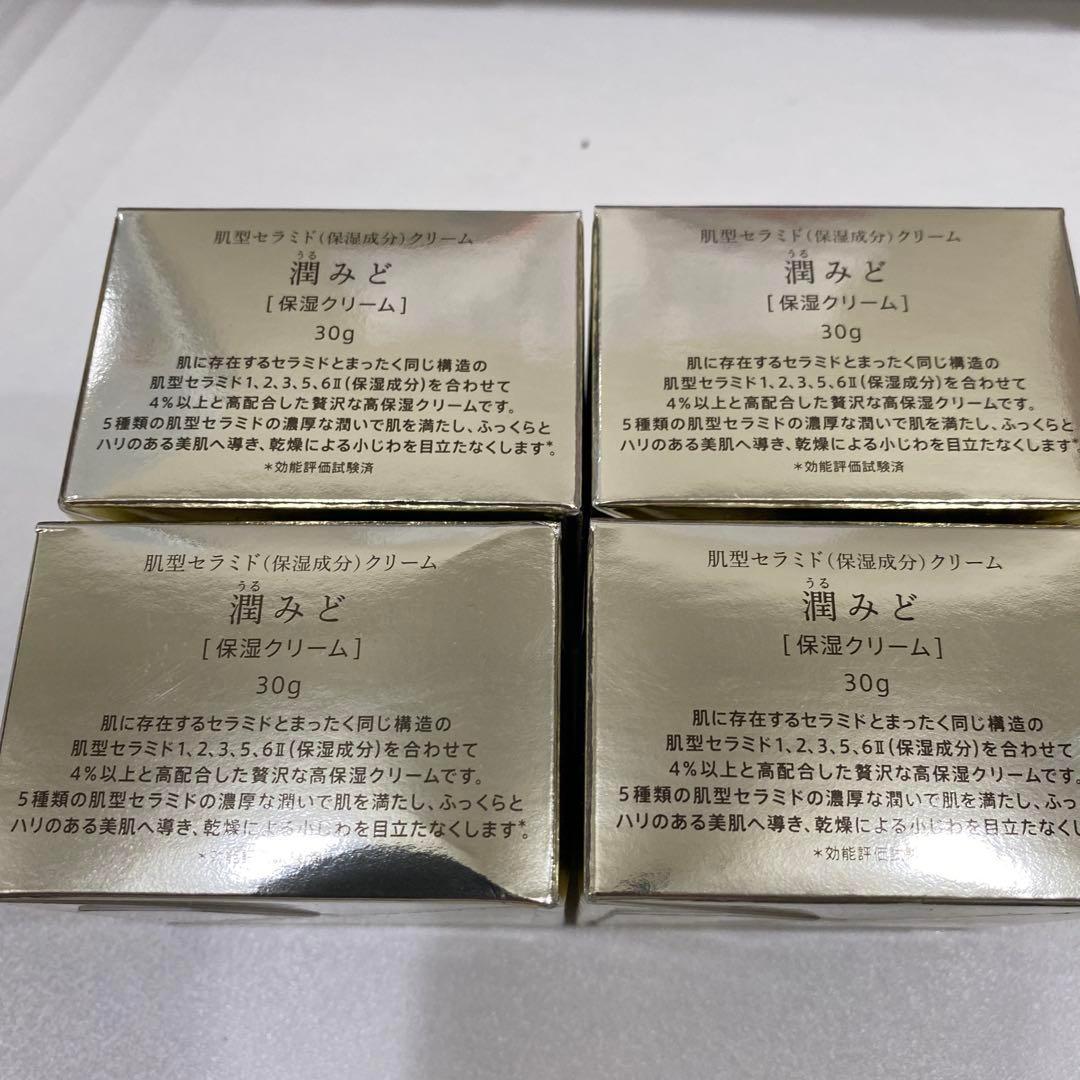 肌型セラミド(保湿成分)クリーム
うる
潤みど
[保湿クリーム]
30g
肌に存在するセラミドとまったく同じ構造の
肌型セラミド1、2、3、5、6Ⅱ(保湿成分)を合わせて
4%以上と高配合した贅沢な高保湿クリームです。
5種類の肌型セラミドの濃厚な潤いで肌を満たし、ふっくらと
ハリのある美肌へ導き、乾燥による小じわを目立たなくします*。
*効能評価試験済
肌型セラミド(保湿成分)クリーム
うる
潤みど
[保湿クリーム]
30g
肌に存在するセラミドとまったく同じ構造の
肌型セラミド1、2、3、5、6Ⅱ(保湿成分)を合わせて
4%以上と高配合した贅沢な高保湿クリームです。
5種類の肌型セラミドの濃厚な潤いで肌を満たし、ふっくらと
ハリのある美肌へ導き、乾燥による小じわを目立たなくします*
*効能評価試験済
肌型セラミド(保湿成分)クリーム
うる
潤みど
[保湿クリーム]
30g
肌に存在するセラミドとまったく同じ構造の
肌型セラミド1、2、3、5、6Ⅱ(保湿成分)を合わせて
4%以上と高配合した贅沢な高保湿クリームです。
5種類の肌型セラミドの濃厚な潤いで肌を満たし、ふっくらと
ハリのある美肌へ導き、乾燥による小じわを目立たなくします*。
*効能
肌型セラミド(保湿成分)クリーム
うる
潤みど
[保湿クリーム]
30g
肌に存在するセラミドとまったく同じ構造の
肌型セラミド1、2、3、5、6Ⅱ(保湿成分)を合わせて
4%以上と高配合した贅沢な高保湿クリームです。
5種類の肌型セラミドの濃厚な潤いで肌を満たし、ふっ
ハリのある美肌へ導き、乾燥による小じわを目立たなくし
*効能評価試験